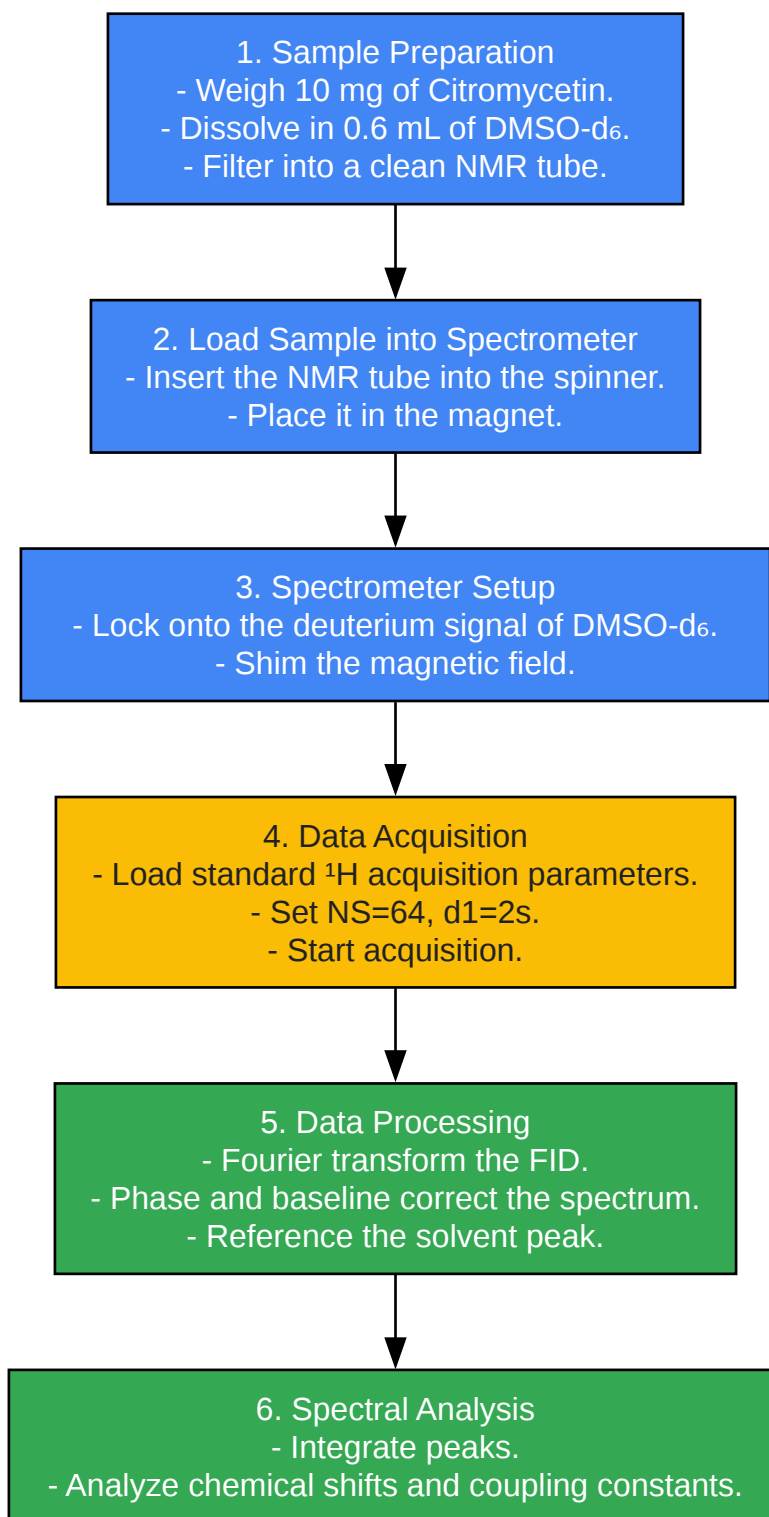 1. Sample Preparation
- Weigh 10 mg of Citromycetin.
- Dissolve in 0.6 mL of DMSO-d₆.
- Filter into a clean NMR tube.
2. Load Sample into Spectrometer
- Insert the NMR tube into the spinner.
- Place it in the magnet.
3. Spectrometer Setup
- Lock onto the deuterium signal of DMSO-d₆.
- Shim the magnetic field.
4. Data Acquisition
- Load standard ¹H acquisition parameters.
- Set NS=64, d1=2s.
- Start acquisition.
5. Data Processing
- Fourier transform the FID.
- Phase and baseline correct the spectrum.
- Reference the solvent peak.
6. Spectral Analysis
- Integrate peaks.
- Analyze chemical shifts and coupling constants.